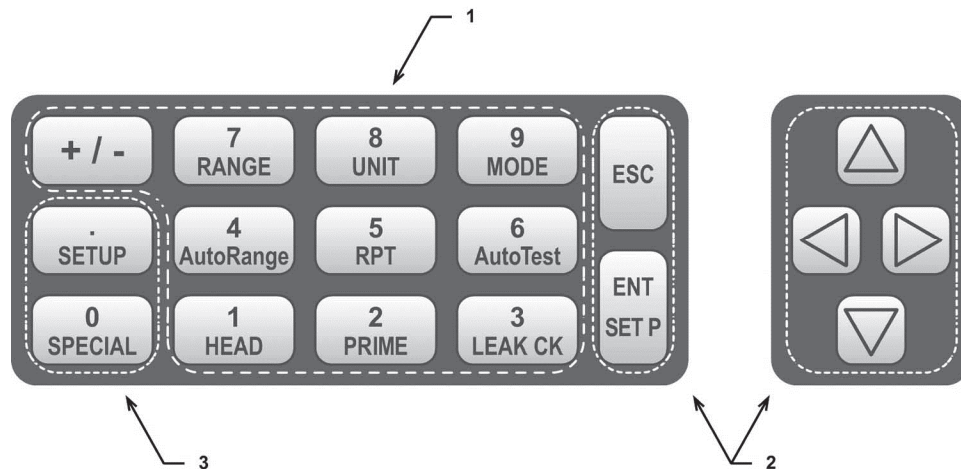 1
+ / -
7
RANGE
8
UNIT
9
MODE
ESC
.
SETUP
4
AutoRange
5
RPT
6
AutoTest
ENT
SET P
0
SPECIAL
1
HEAD
2
PRIME
3
LEAK CK
3
2